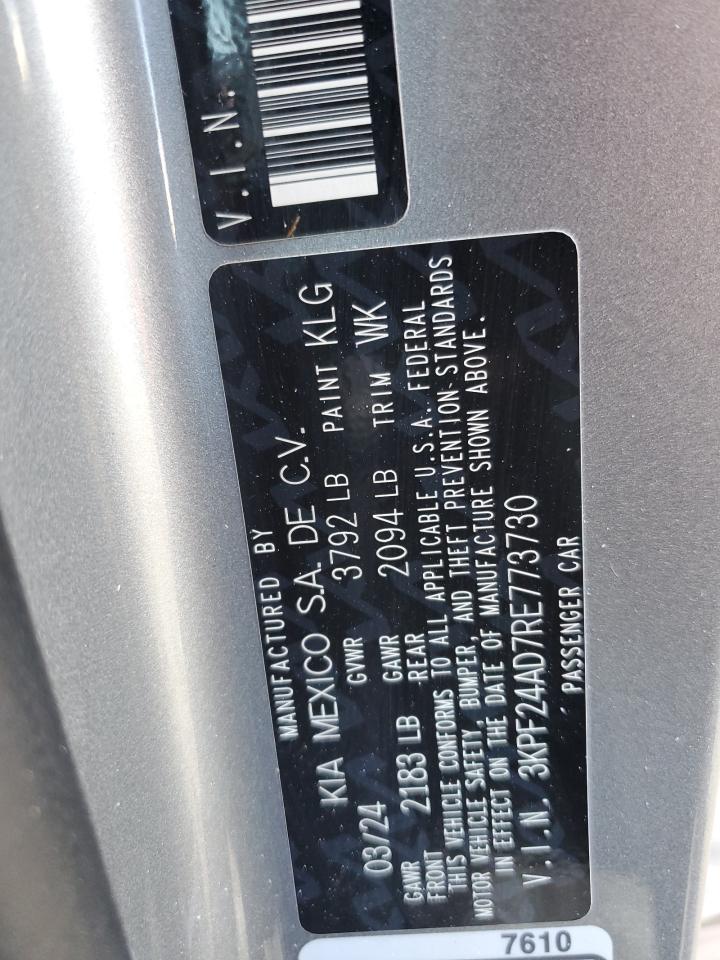 V.I.N.
MANUFACTURED BY
KIA MEXICO S.A. DE C.V.
03/24 GVWR 3792 LB PAINT KLG
GAWR FRONT 2183 LB GAWR REAR 2094 LB TRIM WK
THIS VEHICLE CONFORMS TO ALL APPLICABLE U.S.A. FEDERAL
MOTOR VEHICLE SAFETY, BUMPER, AND THEFT PREVENTION STANDARDS
IN EFFECT ON THE DATE OF MANUFACTURE SHOWN ABOVE.
V.I.N. 3KPF24AD7RE773730
PASSENGER CAR
7610